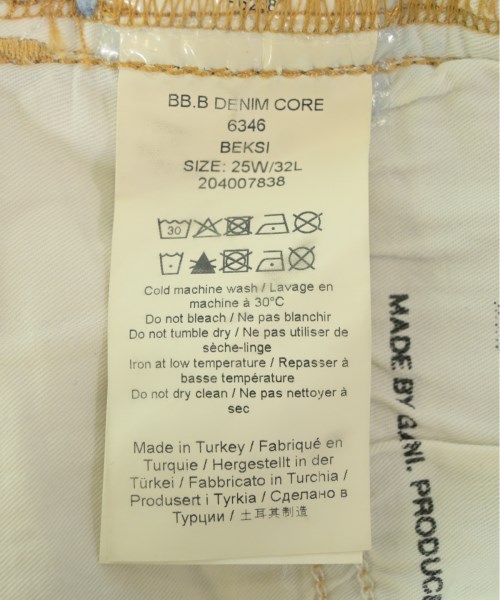 BB.B DENIM CORE
6346
BEKSI
SIZE: 25W/32L
204007838
30
Cold machine wash / Lavage en
machine à 30°C
Do not bleach / Ne pas blanchir
Do not tumble dry / Ne pas utiliser de
sèche-linge
Iron at low temperature / Repasser à
basse température
Do not dry clean / Ne pas nettoyer à
sec
Made in Turkey / Fabriqué en
Turquie / Hergestellt in der
Türkei / Fabbricato in Turchia /
Produsert i Tyrkia / Сделано в
Турции / 土耳其制造
MADE BY